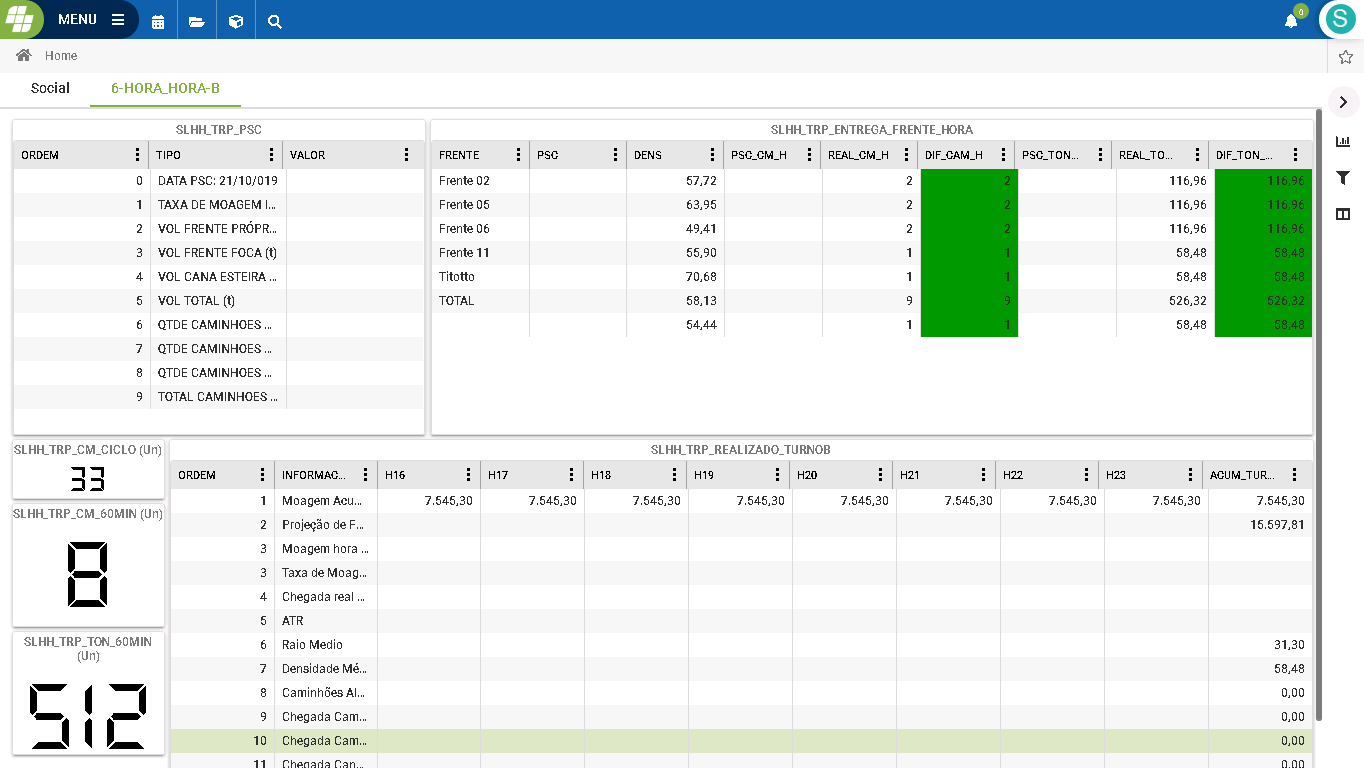 MENU
0
S
Home
Social 6-HORA_HORA-B
SLHH_TRP_PSC
ORDEM TIPO VALOR
0 DATA PSC: 21/10/019
1 TAXA DE MOAGEM I...
2 VOL FRENTE PRÓPR...
3 VOL FRENTE FOCA (t)
4 VOL CANA ESTEIRA ...
5 VOL TOTAL (t)
6 QTDE CAMINHOES ...
7 QTDE CAMINHOES ...
8 QTDE CAMINHOES ...
9 TOTAL CAMINHOES ...
SLHH_TRP_ENTREGA_FRENTE_HORA
FRENTE PSC DENS PSC_CM_H REAL_CM_H DIF_CAM_H PSC_TON... REAL_TO... DIF_TON_...
Frente 02 57,72 2 2 116,96 116,96
Frente 05 63,95 2 2 116,96 116,96
Frente 06 49,41 2 2 116,96 116,96
Frente 11 55,90 1 1 58,48 58,48
Titotto 70,68 1 1 58,48 58,48
TOTAL 58,13 9 9 526,32 526,32
54,44 1 1 58,48 58,48
SLHH_TRP_CM_CICLO (Un)
33
SLHH_TRP_CM_60MIN (Un)
8
SLHH_TRP_TON_60MIN
(Un)
512
SLHH_TRP_REALIZADO_TURNOB
ORDEM INFORMAC... H16 H17 H18 H19 H20 H21 H22 H23 ACUM_TUR...
1 Moagem Acu... 7.545,30 7.545,30 7.545,30 7.545,30 7.545,30 7.545,30 7.545,30 7.545,30 7.545,30
2 Projeção de F... 15.597,81
3 Moagem hora ...
3 Taxa de Moag...
4 Chegada real ...
5 ATR
6 Raio Medio 31,30
7 Densidade Mé... 58,48
8 Caminhões Al... 0,00
9 Chegada Cam... 0,00
10 Chegada Cam... 0,00
11 Chegada Can... 0,00